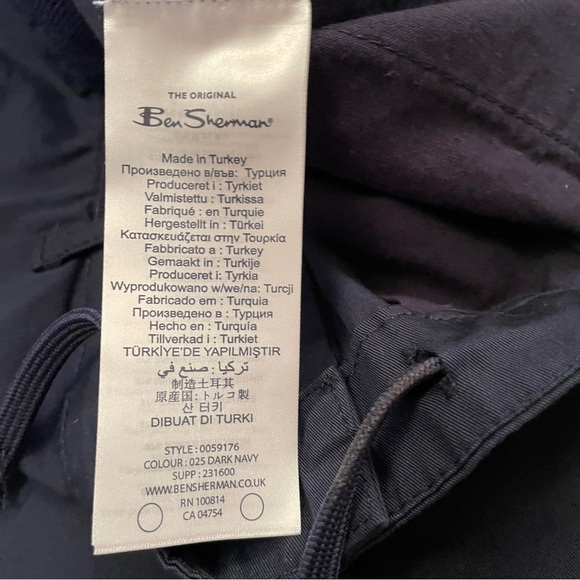 THE ORIGINAL
Ben Sherman®
Made in Turkey
Произведено в/във: Турция
Produceret i : Tyrkiet
Valmistettu : Turkissa
Fabriqué : en Turquie
Hergestellt in : Türkei
Κατασκευάζεται στην Τουρκία
Fabbricato a : Turkey
Gemaakt in : Turkije
Produceret i : Tyrkia
Wyprodukowano w/we/na: Turcji
Fabricado em : Turquia
Произведено в : Турция
Hecho en : Turquía
Tillverkad i : Turkiet
TÜRKİYE'DE YAPILMIŞTIR
تركيا : صنع في
制造土耳其
原産国: トルコ製
산 터키
DIBUAT DI TURKI
STYLE : 0059176
COLOUR : 025 DARK NAVY
SUPP : 231600
WWW.BENSHERMAN.CO.UK
RN 100814
CA 04754